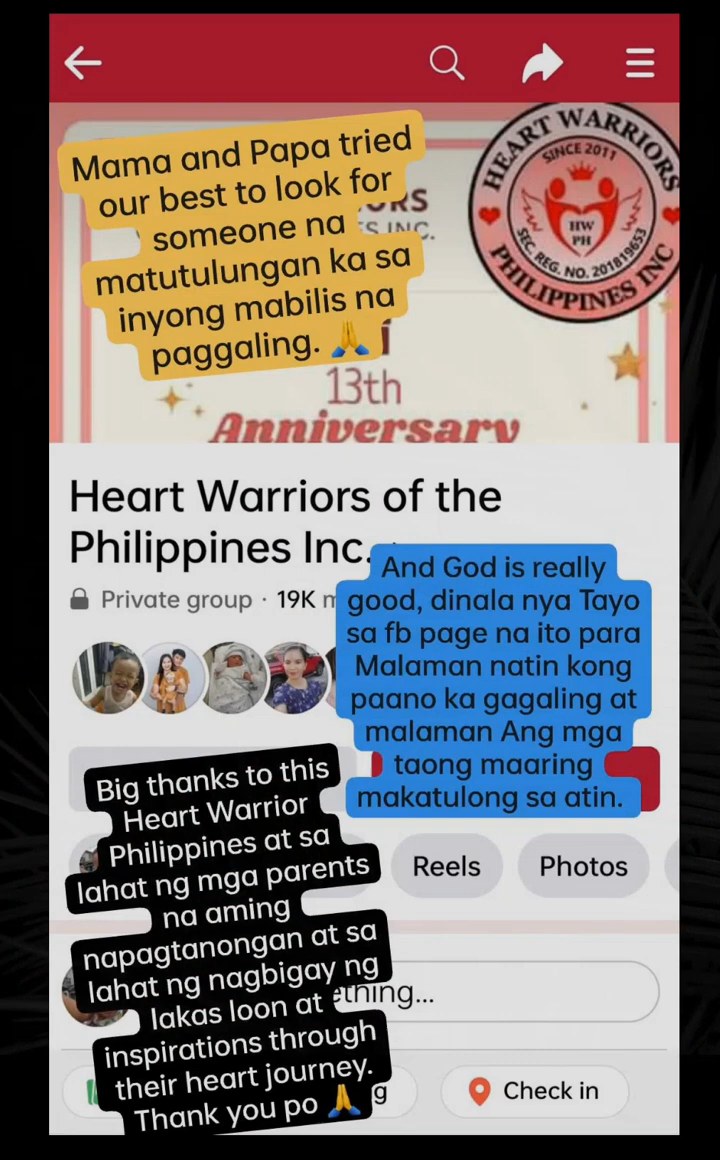 Mama and Papa tried
our best to look for
someone na
matutulungan ka sa
inyong mabilis na
paggaling. 🙏
HEART WARRIORS
SINCE 2011
HW
PH
SEC. REG. NO. 201819653
PHILIPPINES INC
INC.
13th
Anniversary
Heart Warriors of the
Philippines Inc.
Private group · 19K
And God is really
good, dinala nya Tayo
sa fb page na ito para
Malaman natin kong
paano ka gagaling at
malaman Ang mga
taong maaring
makatulong sa atin.
Big thanks to this
Heart Warrior
Philippines at sa
lahat ng mga parents
na aming
napagtanongan at sa
lahat ng nagbigay ng
lakas loon at
inspirations through
their heart journey.
Thank you po 🙏
Reels
Photos
Check in